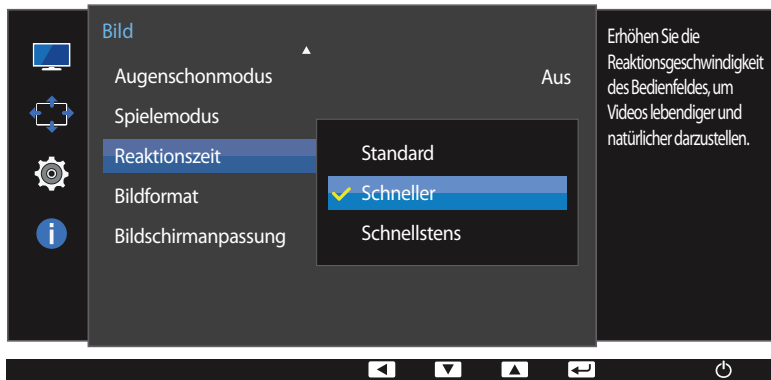 Bild
Augenschonmodus Aus
Spielemodus
Reaktionszeit
Bildformat
Bildschirmanpassung
Standard
Schneller
Schnellstens
Erhöhen Sie die
Reaktionsgeschwindigkeit
des Bedienfeldes, um
Videos lebendiger und
natürlicher darzustellen.